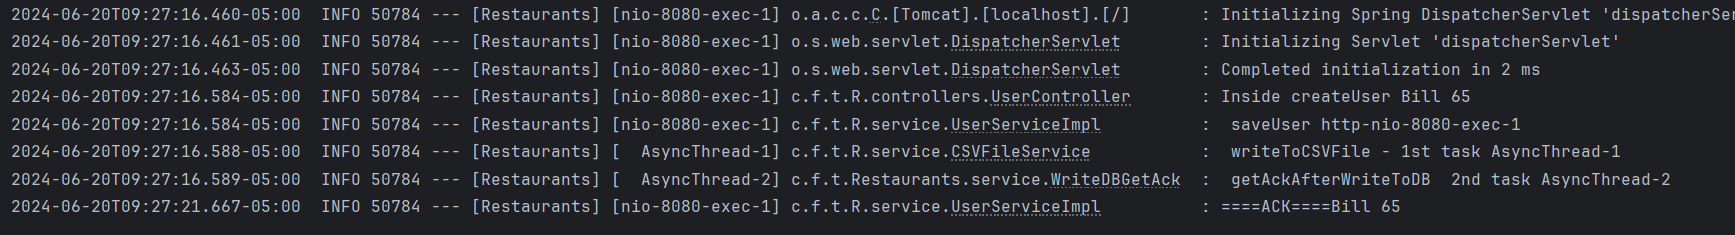 2024-06-20T09:27:16.460-05:00  INFO 50784 --- [Restaurants] [nio-8080-exec-1] o.a.c.c.C.[Tomcat].[localhost].[/]       : Initializing Spring DispatcherServlet 'dispatcherSe
2024-06-20T09:27:16.461-05:00  INFO 50784 --- [Restaurants] [nio-8080-exec-1] o.s.web.servlet.DispatcherServlet        : Initializing Servlet 'dispatcherServlet'
2024-06-20T09:27:16.463-05:00  INFO 50784 --- [Restaurants] [nio-8080-exec-1] o.s.web.servlet.DispatcherServlet        : Completed initialization in 2 ms
2024-06-20T09:27:16.584-05:00  INFO 50784 --- [Restaurants] [nio-8080-exec-1] c.f.t.R.controllers.UserController       : Inside createUser Bill 65
2024-06-20T09:27:16.584-05:00  INFO 50784 --- [Restaurants] [nio-8080-exec-1] c.f.t.R.service.UserServiceImpl          :  saveUser http-nio-8080-exec-1
2024-06-20T09:27:16.588-05:00  INFO 50784 --- [Restaurants] [  AsyncThread-1] c.f.t.R.service.CSVFileService           :  writeToCSVFile - 1st task AsyncThread-1
2024-06-20T09:27:16.589-05:00  INFO 50784 --- [Restaurants] [  AsyncThread-2] c.f.t.Restaurants.service.WriteDBGetAck  :  getAckAfterWriteToDB  2nd task AsyncThread-2
2024-06-20T09:27:21.667-05:00  INFO 50784 --- [Restaurants] [nio-8080-exec-1] c.f.t.R.service.UserServiceImpl          : ====ACK====Bill 65